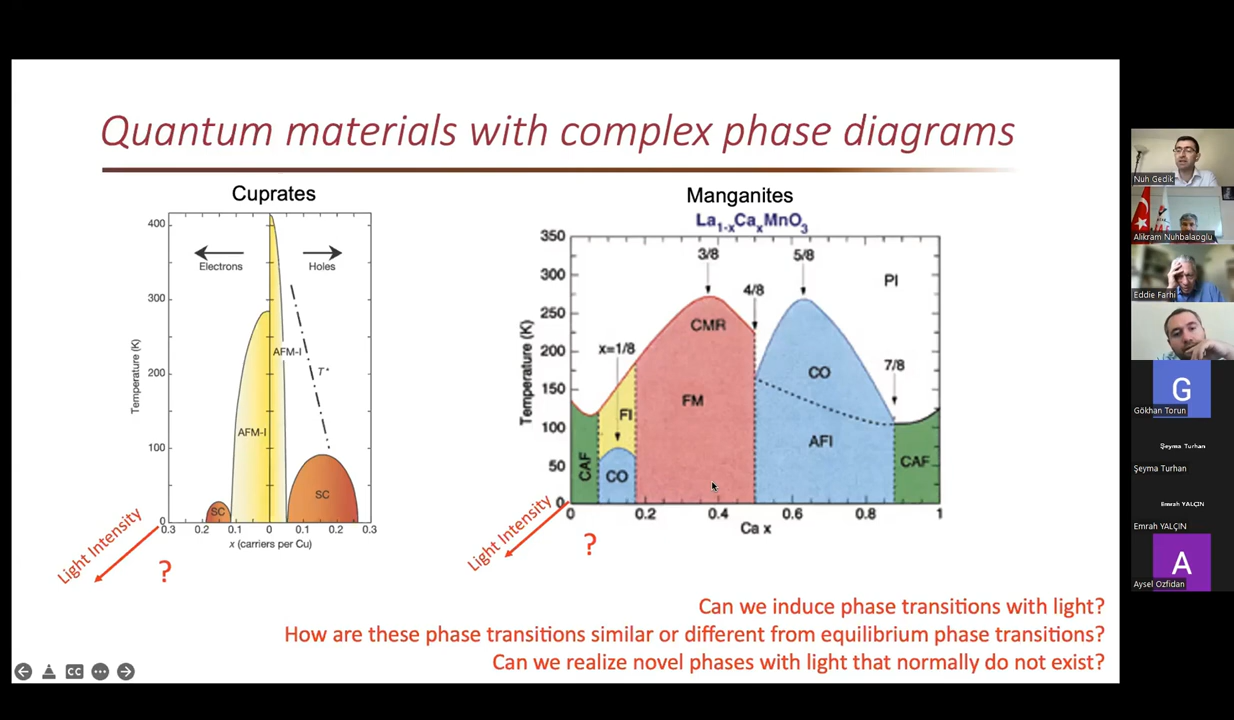 Quantum materials with complex phase diagrams
Cuprates
400
300
200
100
0
Temperature (K)
Electrons
Holes
AFM-I
AFM-I
T*
SC
SC
0.3 0.2 0.1 0 0.1 0.2 0.3
x (carriers per Cu)
Light Intensity
?
Manganites
La1-xCaxMnO3
350
300
250
200
150
100
50
0
Temperature (K)
3/8
5/8
4/8
x=1/8
7/8
PI
CMR
FM
FI
CO
CAF
CO
AFI
CAF
0 0.2 0.4 0.6 0.8 1
Ca x
Light Intensity
?
Can we induce phase transitions with light?
How are these phase transitions similar or different from equilibrium phase transitions?
Can we realize novel phases with light that normally do not exist?
CC
Nuh Gedik
Alikram Nuhbalaoglu
Eddie Farhi
G
Gökhan Torun
Şeyma Turhan
Şeyma Turhan
Emrah YALÇIN
Emrah YALÇIN
A
Aysel Ozfidan